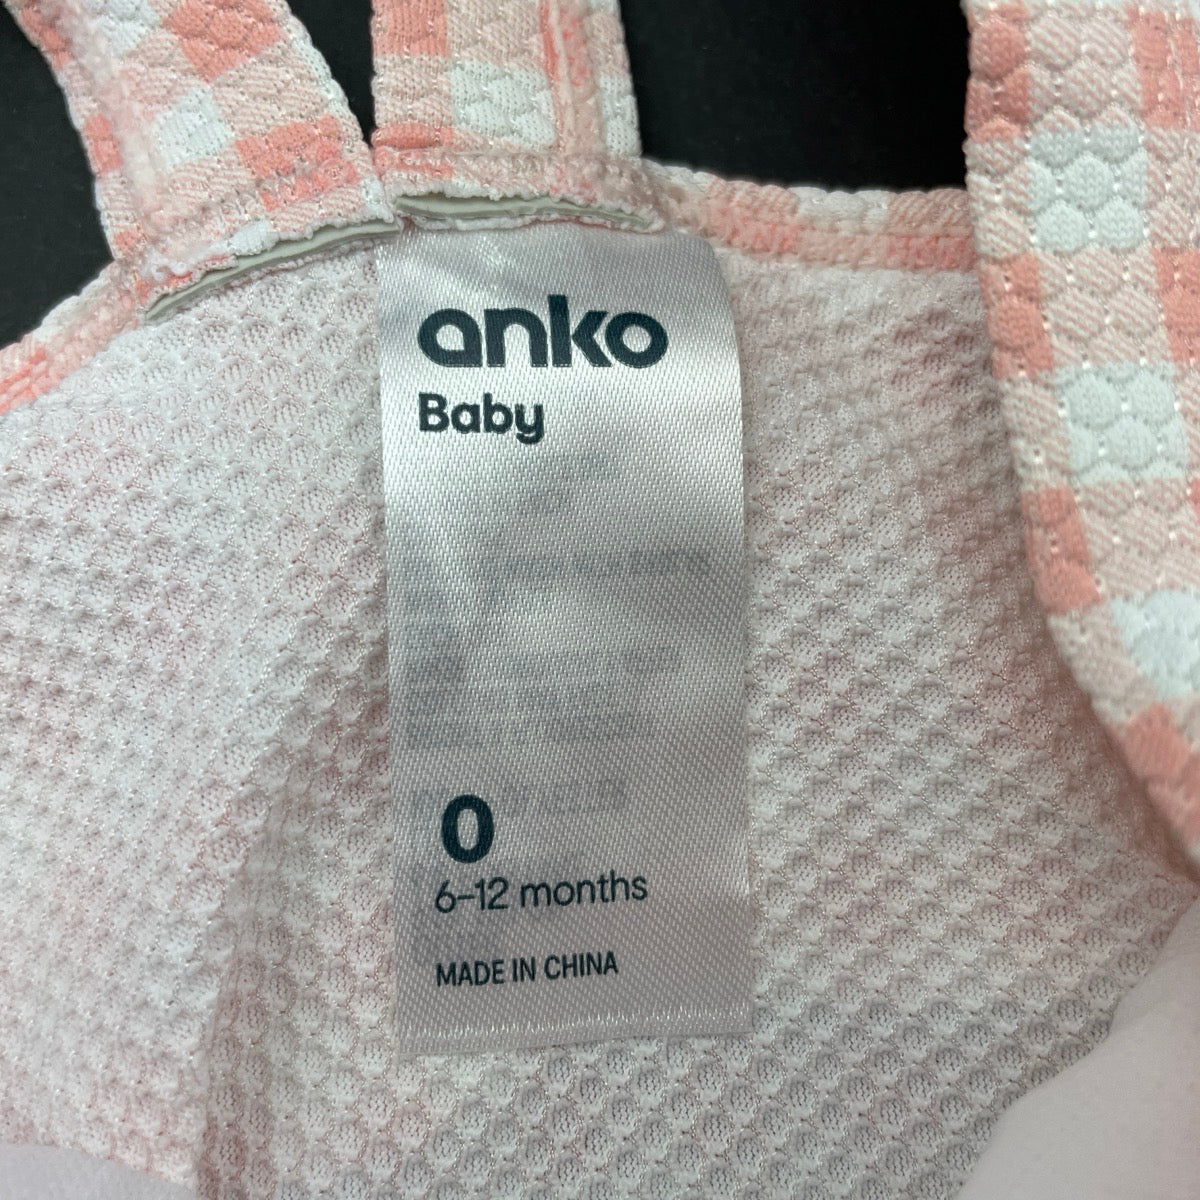 anko
Baby
0
6–12 months
MADE IN CHINA